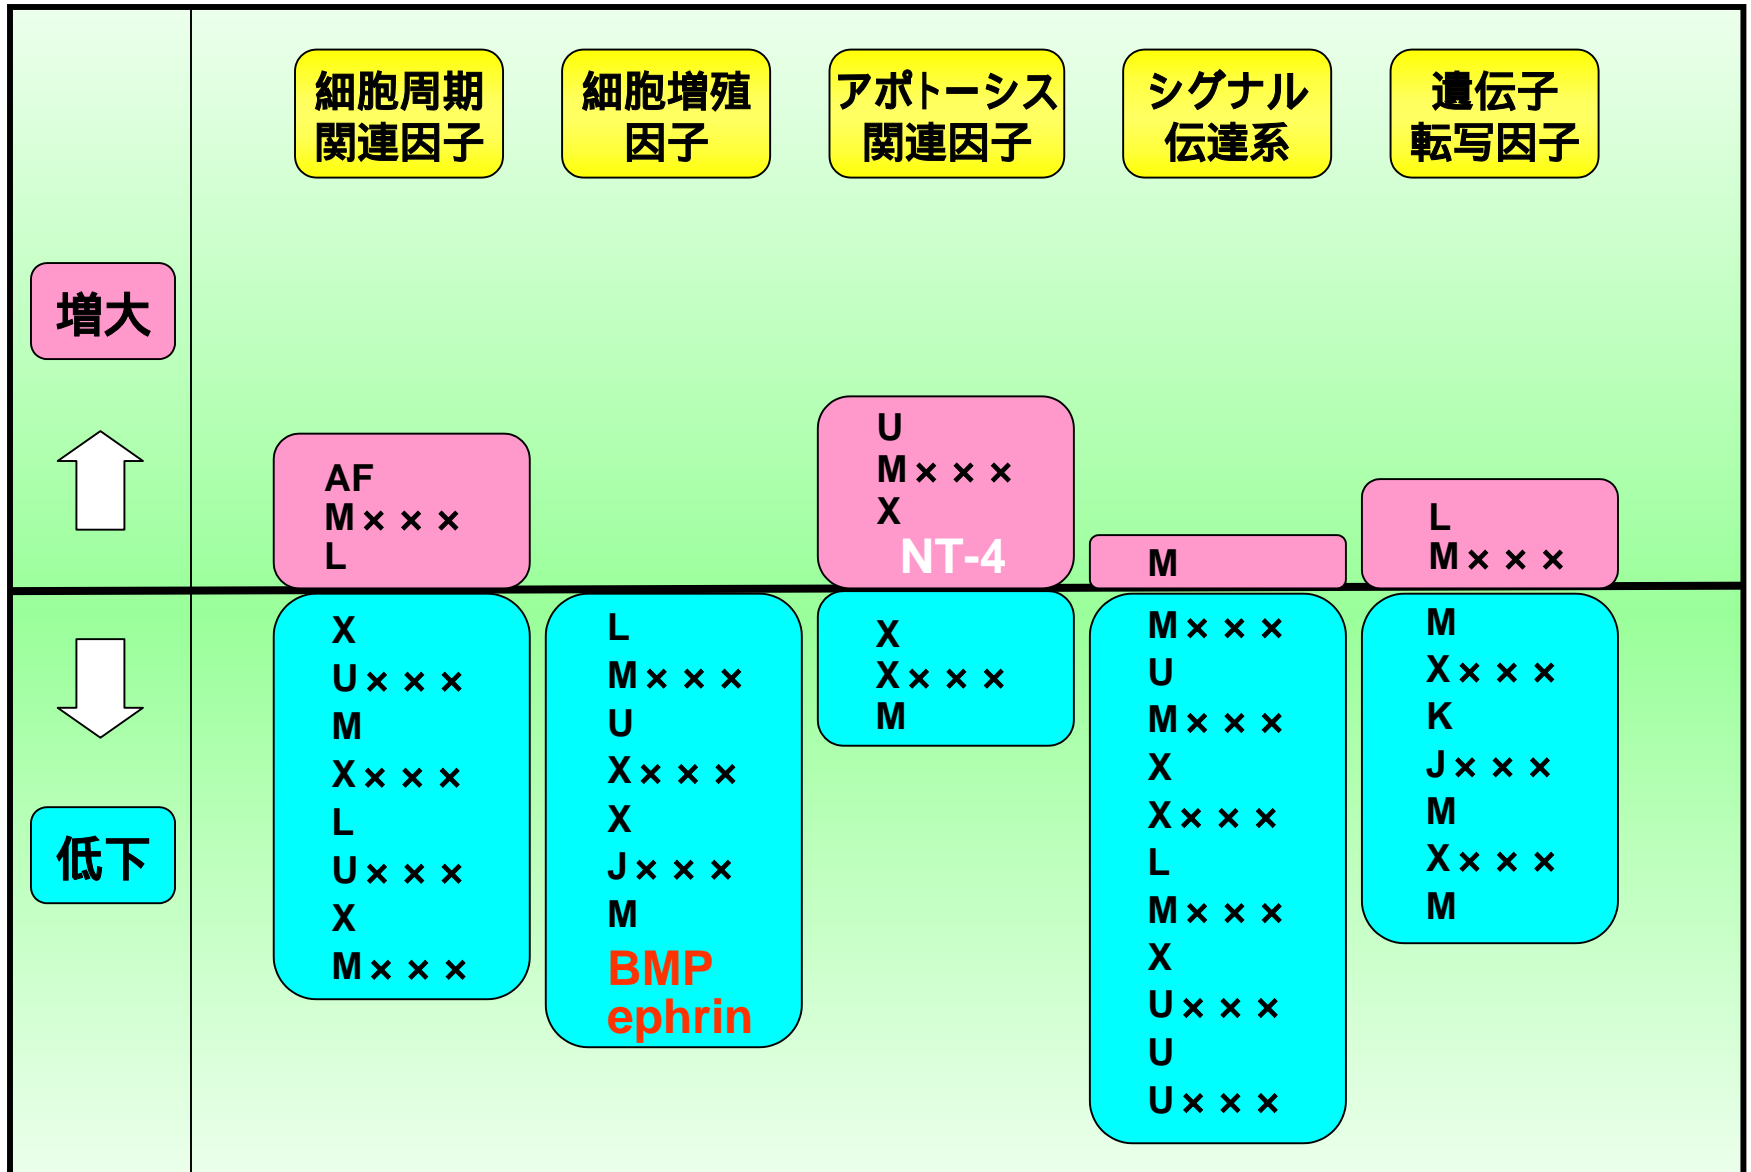 細胞周期
関連因子
細胞増殖
因子
アポトーシス
関連因子
シグナル
伝達系
遺伝子
転写因子
増大
AF
M×××
L
U
M×××
X
NT-4
M
L
M×××
低下
X
U×××
M
X×××
L
U×××
X
M×××
L
M×××
U
X×××
X
J×××
M
BMP
ephrin
X
X×××
M
M×××
U
M×××
X
X×××
L
M×××
X
U×××
U
U×××
M
X×××
K
J×××
M
X×××
M